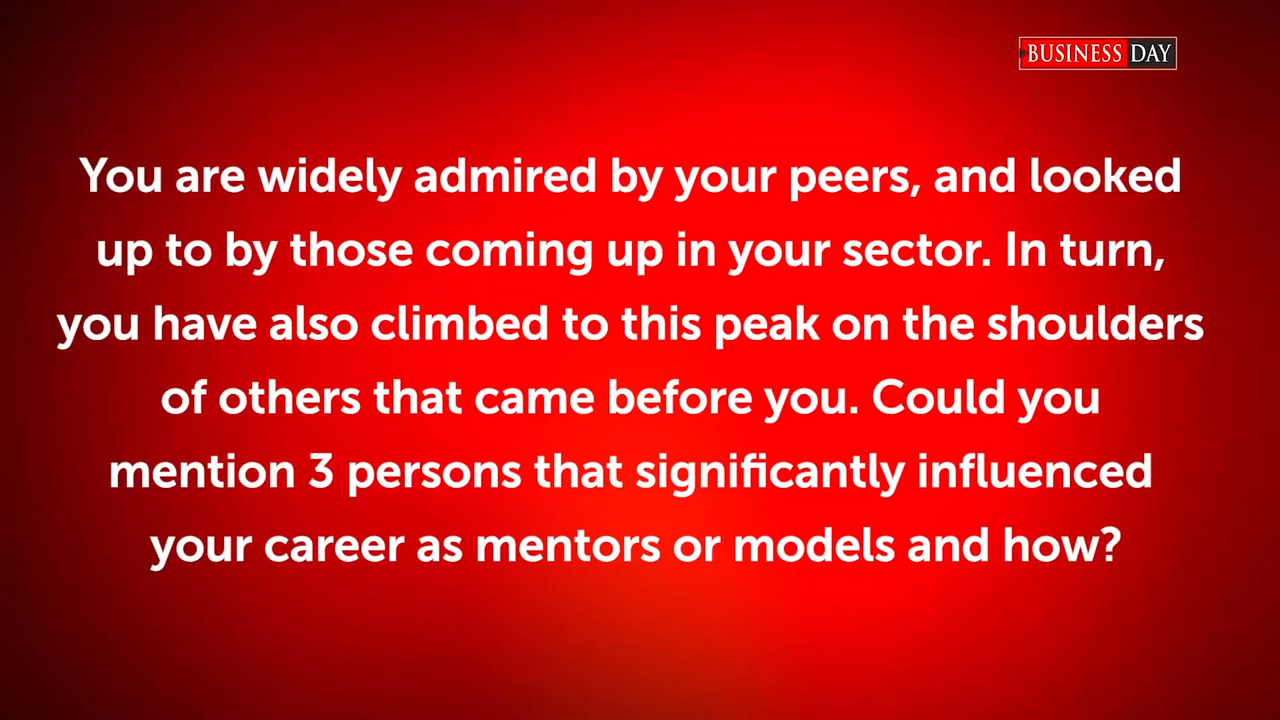 BUSINESS DAY
You are widely admired by your peers, and looked
up to by those coming up in your sector. In turn,
you have also climbed to this peak on the shoulders
of others that came before you. Could you
mention 3 persons that significantly influenced
your career as mentors or models and how?